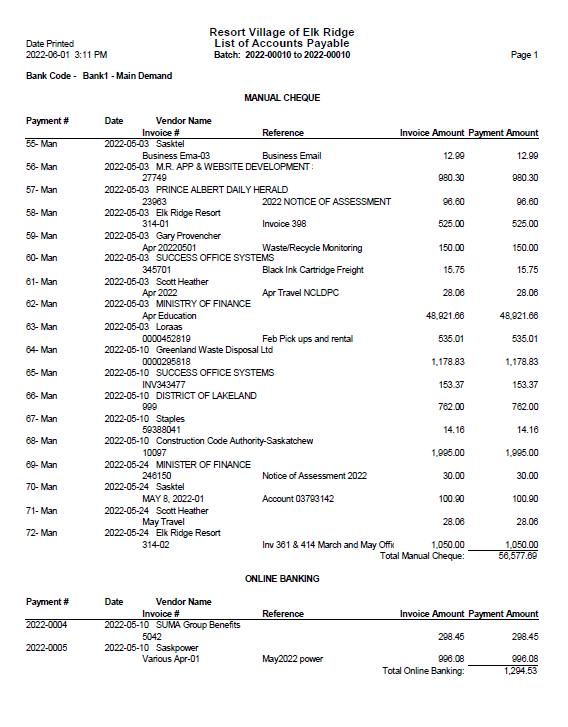 Resort Village of Elk Ridge
Date Printed List of Accounts Payable
2022-06-01 3:11 PM Batch: 2022-00010 to 2022-00010 Page 1
Bank Code - Bank1 - Main Demand
MANUAL CHEQUE
Payment # Date Vendor Name
Invoice # Reference Invoice Amount Payment Amount
55- Man 2022-05-03 Sasktel
Business Ema-03 Business Email 12.99 12.99
56- Man 2022-05-03 M.R. APP & WEBSITE DEVELOPMENT
27749 980.30 980.30
57- Man 2022-05-03 PRINCE ALBERT DAILY HERALD
23963 2022 NOTICE OF ASSESSMENT 96.60 96.60
58- Man 2022-05-03 Elk Ridge Resort
314-01 Invoice 398 525.00 525.00
59- Man 2022-05-03 Gary Provencher
Apr 20220501 Waste/Recycle Monitoring 150.00 150.00
60- Man 2022-05-03 SUCCESS OFFICE SYSTEMS
345701 Black Ink Cartridge Freight 15.75 15.75
61- Man 2022-05-03 Scott Heather
Apr 2022 Apr Travel NCLDPC 28.06 28.06
62- Man 2022-05-03 MINISTRY OF FINANCE
Apr Education 48,921.66 48,921.66
63- Man 2022-05-03 Loraas
0000452819 Feb Pick ups and rental 535.01 535.01
64- Man 2022-05-10 Greenland Waste Disposal Ltd
0000295818 1,178.83 1,178.83
65- Man 2022-05-10 SUCCESS OFFICE SYSTEMS
INV343477 153.37 153.37
66- Man 2022-05-10 DISTRICT OF LAKELAND
999 762.00 762.00
67- Man 2022-05-10 Staples
59388041 14.16 14.16
68- Man 2022-05-10 Construction Code Authority-Saskatchew
10097 1,995.00 1,995.00
69- Man 2022-05-24 MINISTER OF FINANCE
246150 Notice of Assessment 2022 30.00 30.00
70- Man 2022-05-24 Sasktel
MAY 8, 2022-01 Account 03793142 100.90 100.90
71- Man 2022-05-24 Scott Heather
May Travel 28.06 28.06
72- Man 2022-05-24 Elk Ridge Resort
314-02 Inv 361 & 414 March and May Offic 1,050.00 1,050.00
Total Manual Cheque: 56,577.69
ONLINE BANKING
Payment # Date Vendor Name
Invoice # Reference Invoice Amount Payment Amount
2022-0004 2022-05-10 SUMA Group Benefits
5042 298.45 298.45
2022-0005 2022-05-10 Saskpower
Various Apr-01 May2022 power 996.08 996.08
Total Online Banking: 1,294.53